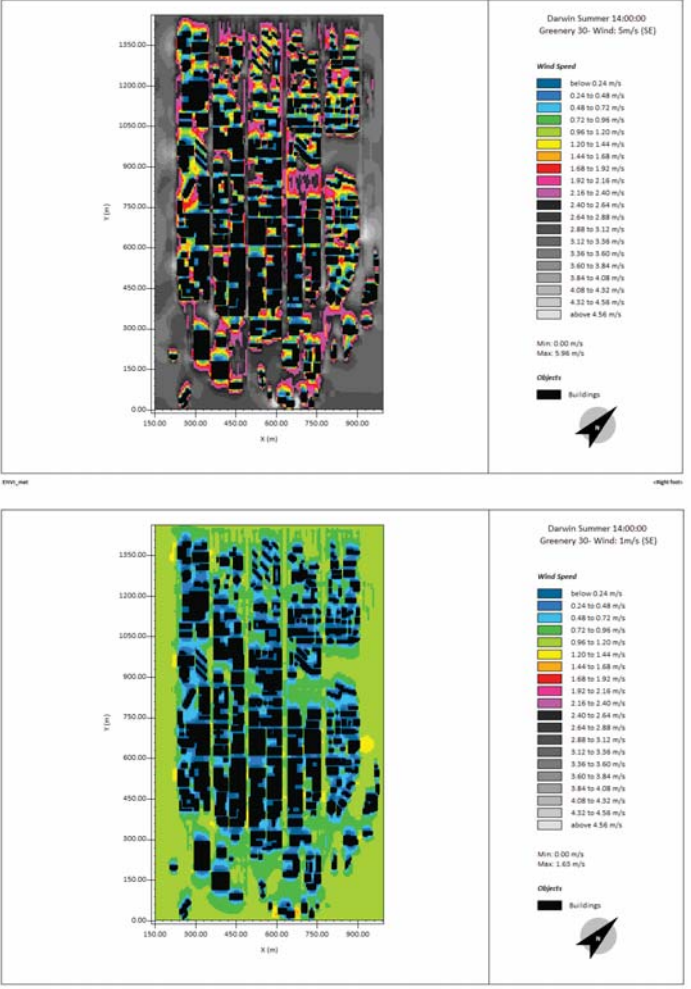 Darwin Summer 14:00:00
Greenery 30- Wind: 5m/s (SE)
Wind Speed
below 0.24 m/s
0.24 to 0.48 m/s
0.48 to 0.72 m/s
0.72 to 0.96 m/s
0.96 to 1.20 m/s
1.20 to 1.44 m/s
1.44 to 1.68 m/s
1.68 to 1.92 m/s
1.92 to 2.16 m/s
2.16 to 2.40 m/s
2.40 to 2.64 m/s
2.64 to 2.88 m/s
2.88 to 3.12 m/s
3.12 to 3.36 m/s
3.36 to 3.60 m/s
3.60 to 3.84 m/s
3.84 to 4.08 m/s
4.08 to 4.32 m/s
4.32 to 4.56 m/s
above 4.56 m/s
Min: 0.00 m/s
Max: 5.96 m/s
Objects
Buildings
N
Y (m)
1350.00
1200.00
1050.00
900.00
750.00
600.00
450.00
300.00
150.00
0.00
150.00 300.00 450.00 600.00 750.00 900.00
X (m)
ENVI_met
<Right foot>
Darwin Summer 14:00:00
Greenery 30- Wind: 1m/s (SE)
Wind Speed
below 0.24 m/s
0.24 to 0.48 m/s
0.48 to 0.72 m/s
0.72 to 0.96 m/s
0.96 to 1.20 m/s
1.20 to 1.44 m/s
1.44 to 1.68 m/s
1.68 to 1.92 m/s
1.92 to 2.16 m/s
2.16 to 2.40 m/s
2.40 to 2.64 m/s
2.64 to 2.88 m/s
2.88 to 3.12 m/s
3.12 to 3.36 m/s
3.36 to 3.60 m/s
3.60 to 3.84 m/s
3.84 to 4.08 m/s
4.08 to 4.32 m/s
4.32 to 4.56 m/s
above 4.56 m/s
Min: 0.00 m/s
Max: 1.65 m/s
Objects
Buildings
N
Y (m)
1350.00
1200.00
1050.00
900.00
750.00
600.00
450.00
300.00
150.00
0.00
150.00 300.00 450.00 600.00 750.00 900.00
X (m)